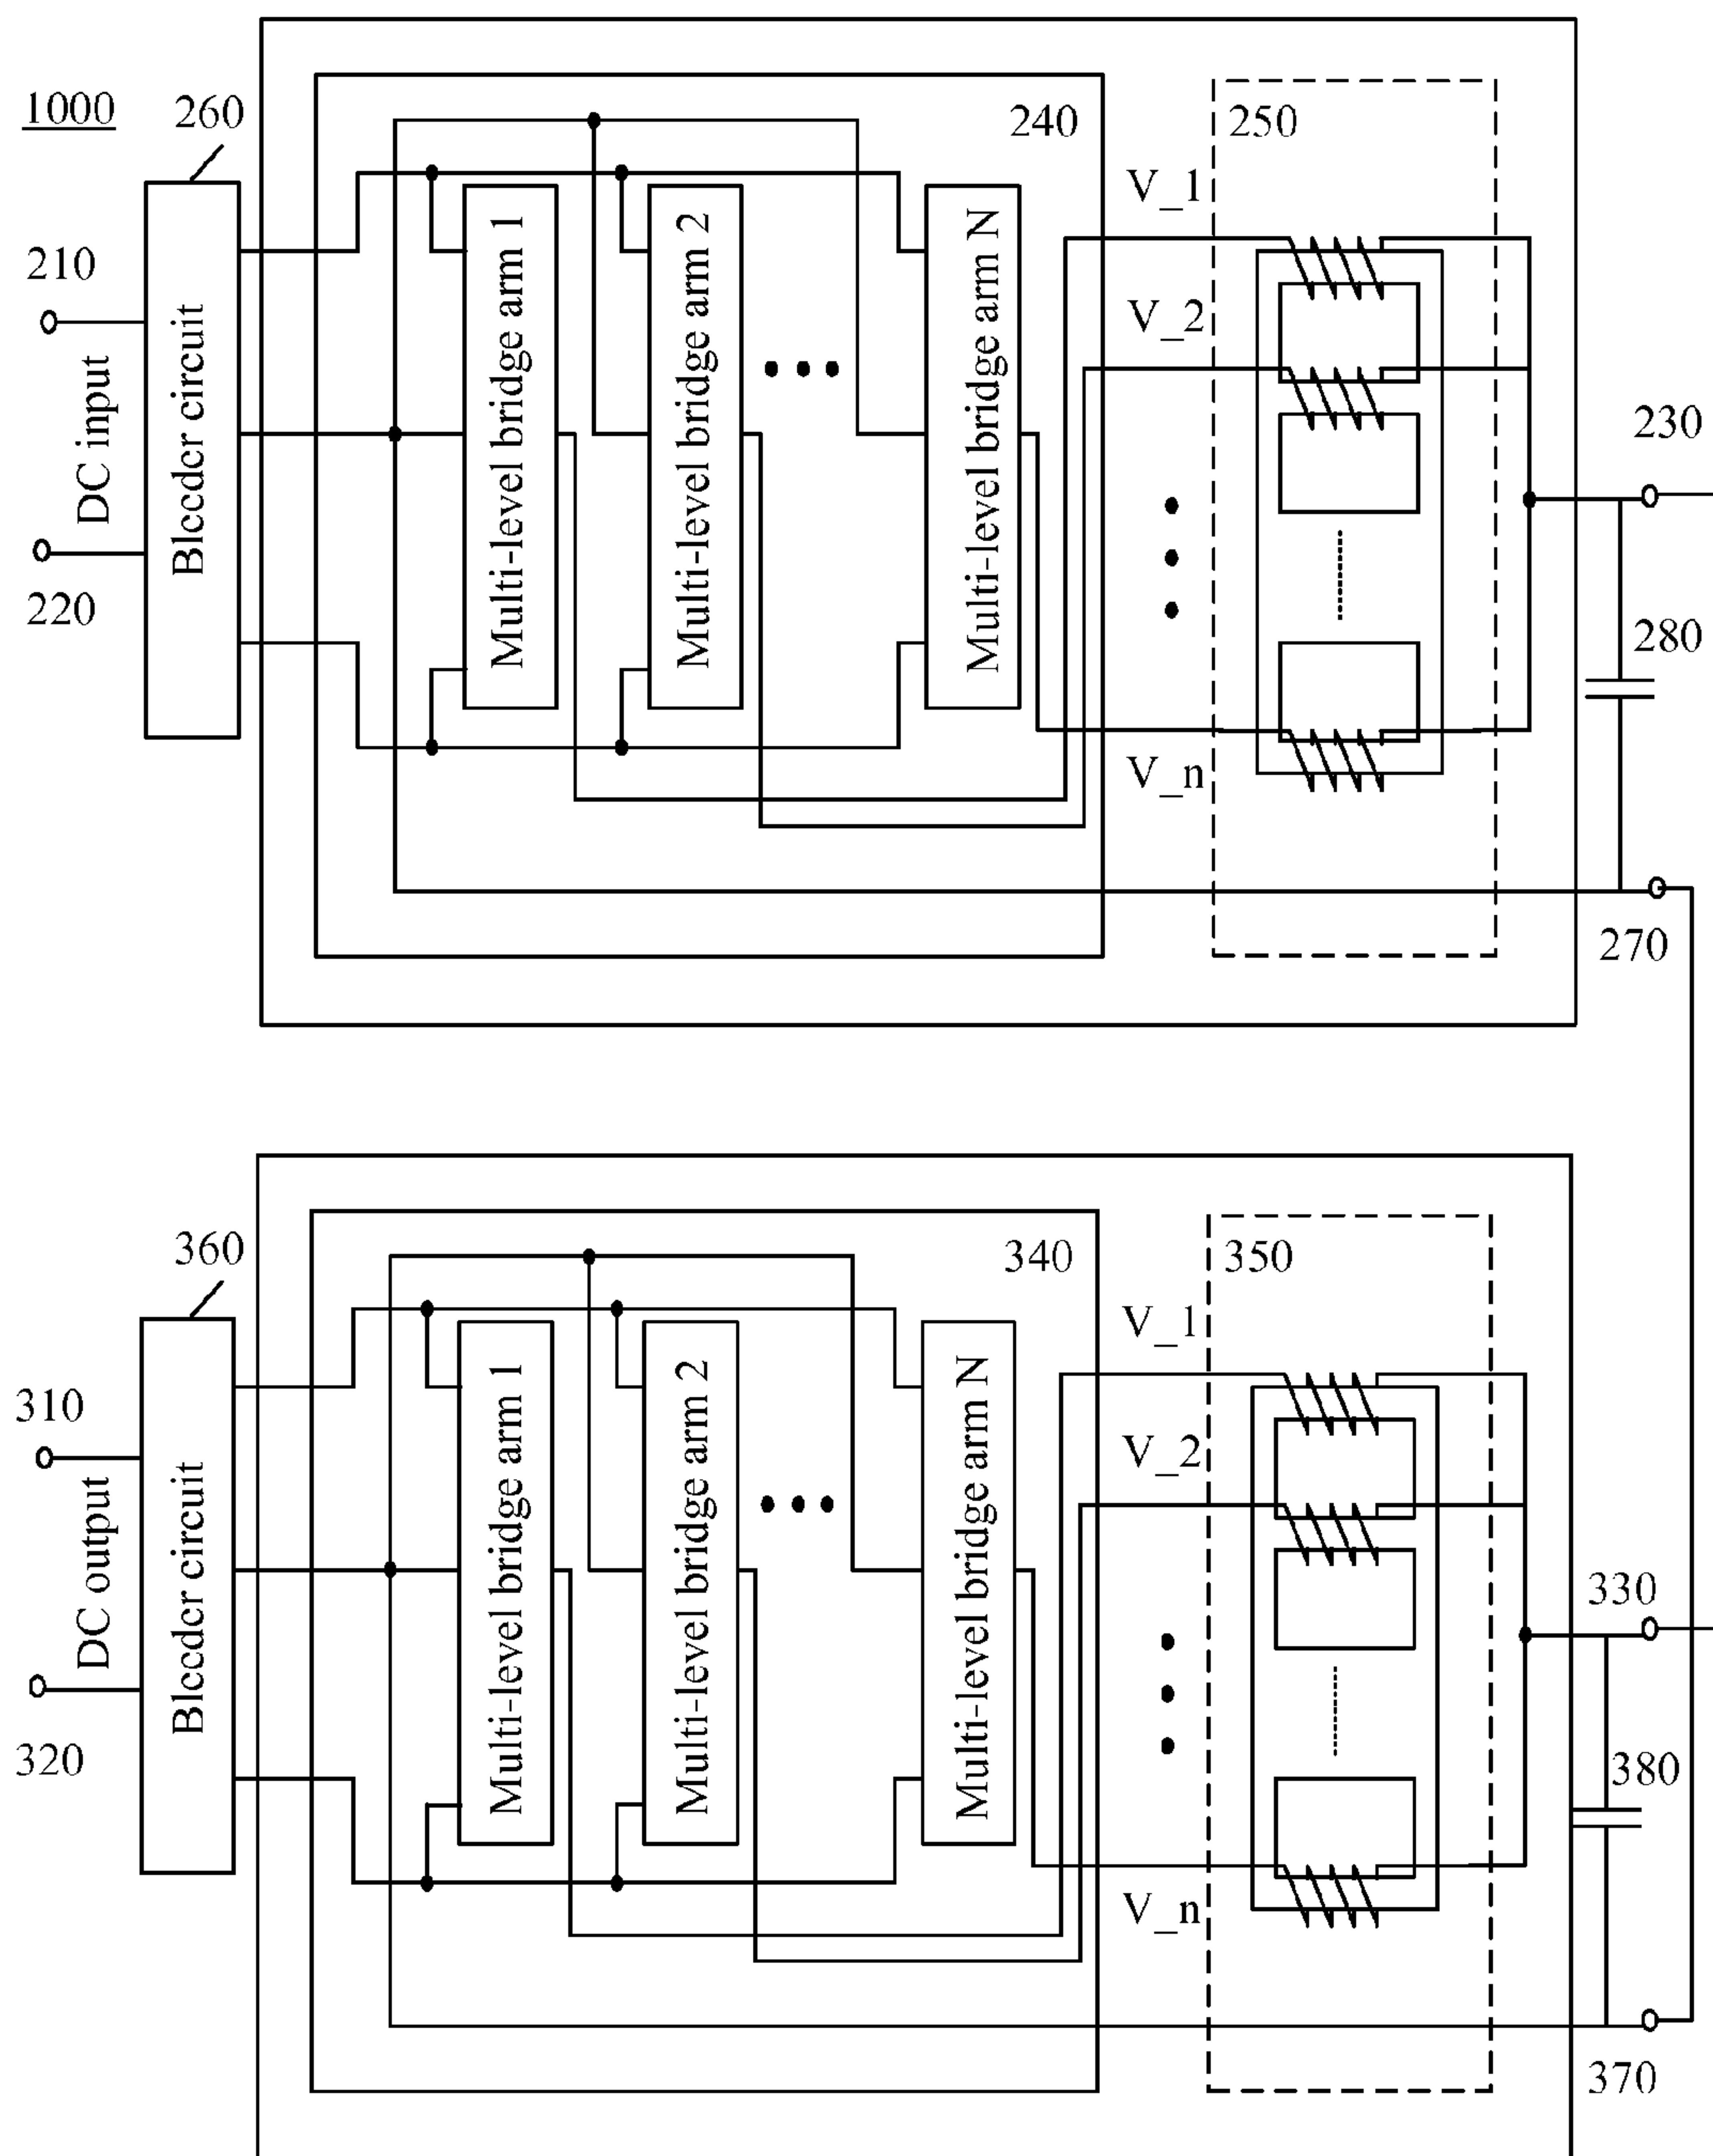 1000
260
240
250
V_1
210
V_2
DC input
Blccdcr circuit
Multi-level bridge arm 1
Multi-level bridge arm 2
Multi-level bridge arm N
230
220
280
V_n
270
360
340
350
V_1
310
V_2
DC output
Blccdcr circuit
Multi-level bridge arm 1
Multi-level bridge arm 2
Multi-level bridge arm N
330
320
380
V_n
370